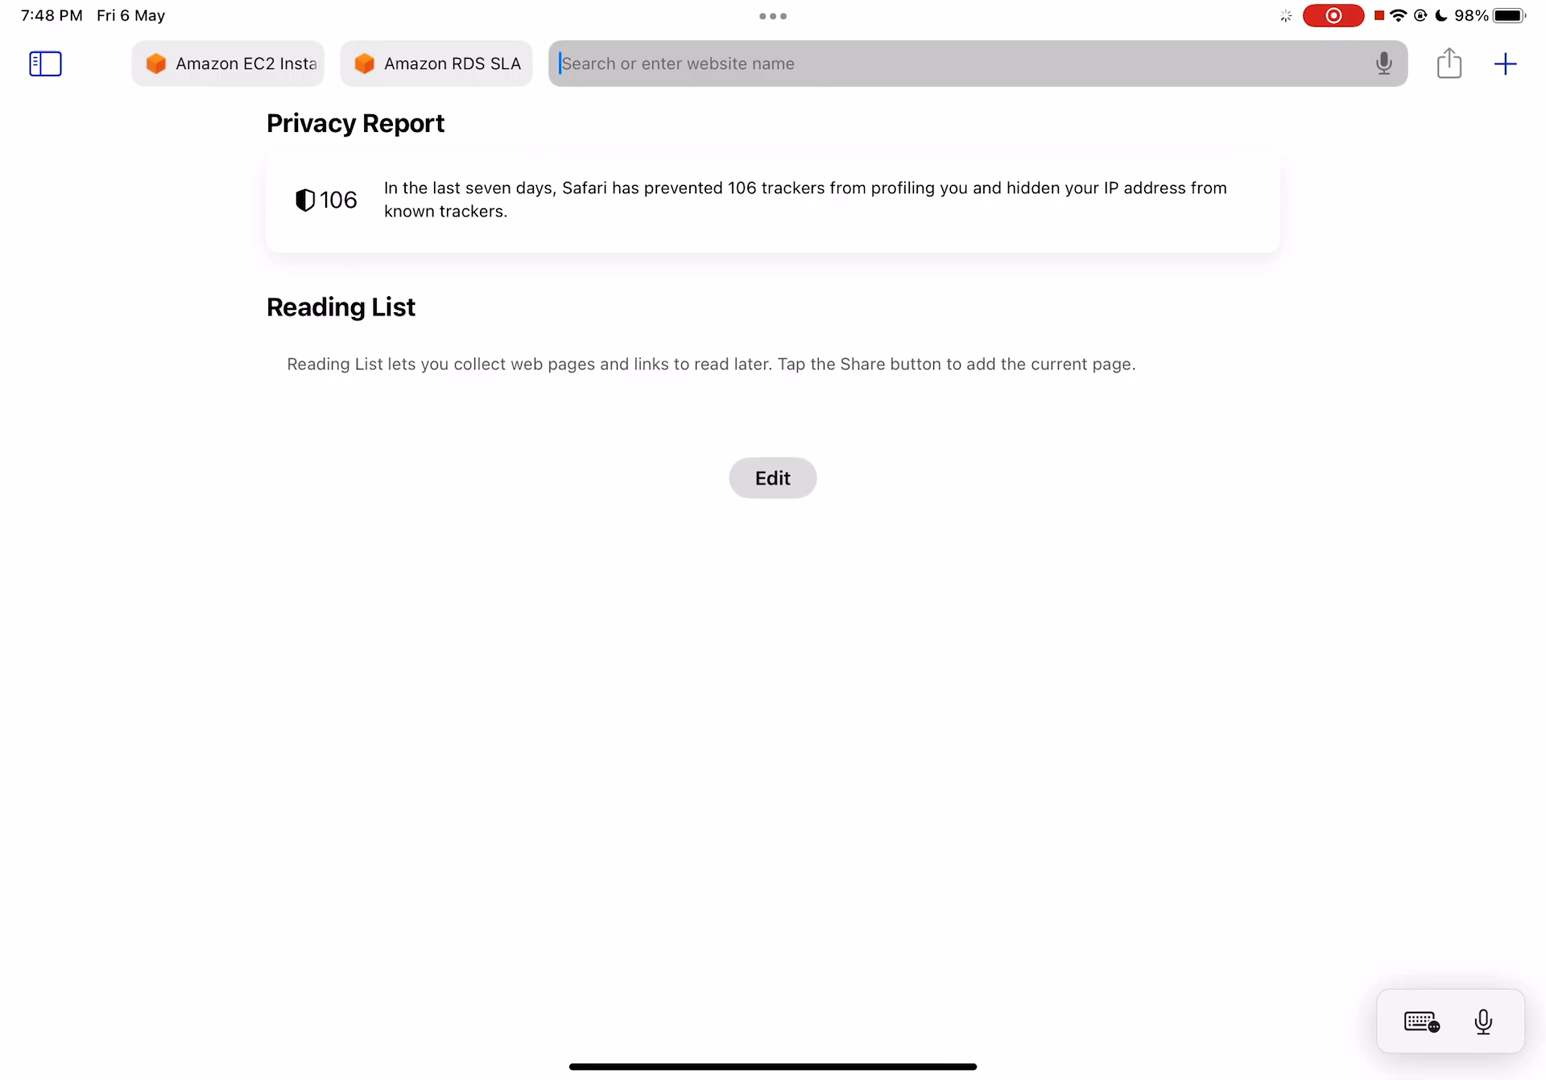 7:48 PM Fri 6 May
98%
Amazon EC2 Insta
Amazon RDS SLA
Search or enter website name
Privacy Report
106
In the last seven days, Safari has prevented 106 trackers from profiling you and hidden your IP address from
known trackers.
Reading List
Reading List lets you collect web pages and links to read later. Tap the Share button to add the current page.
Edit